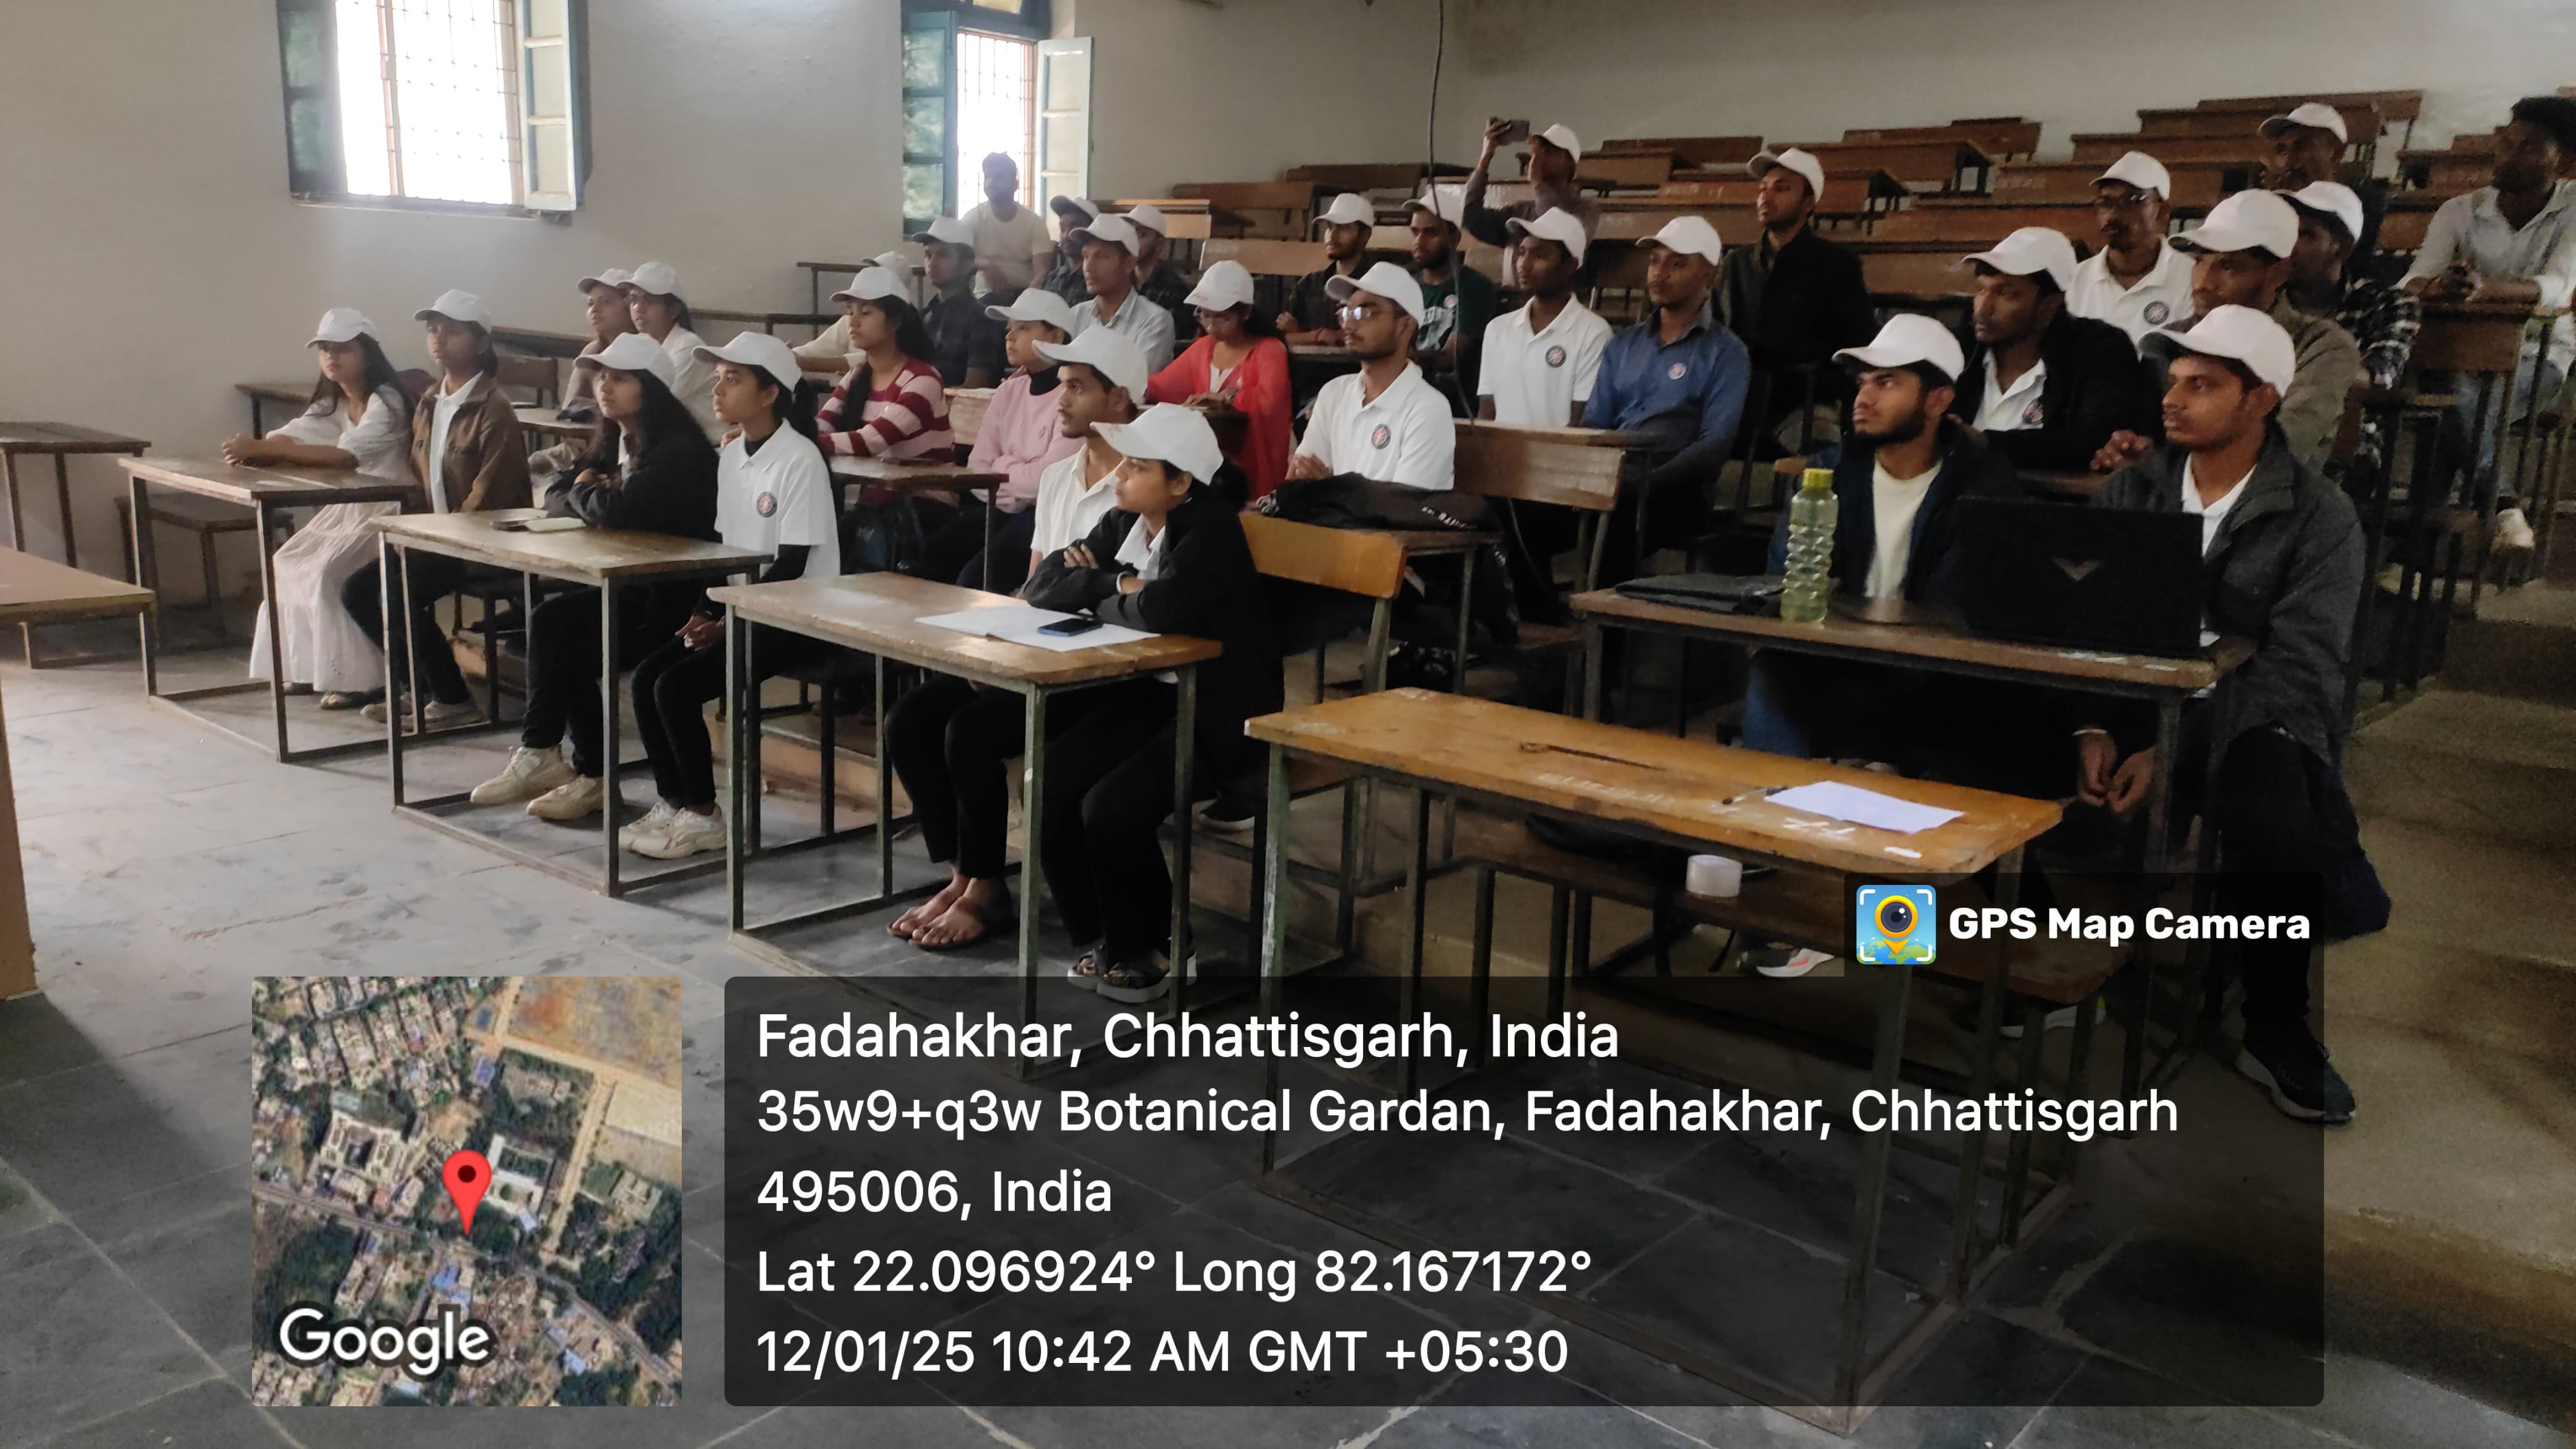 GPS Map Camera
Fadahakhar, Chhattisgarh, India
35w9+q3w Botanical Gardan, Fadahakhar, Chhattisgarh
495006, India
Lat 22.096924° Long 82.167172°
12/01/25 10:42 AM GMT +05:30
Google